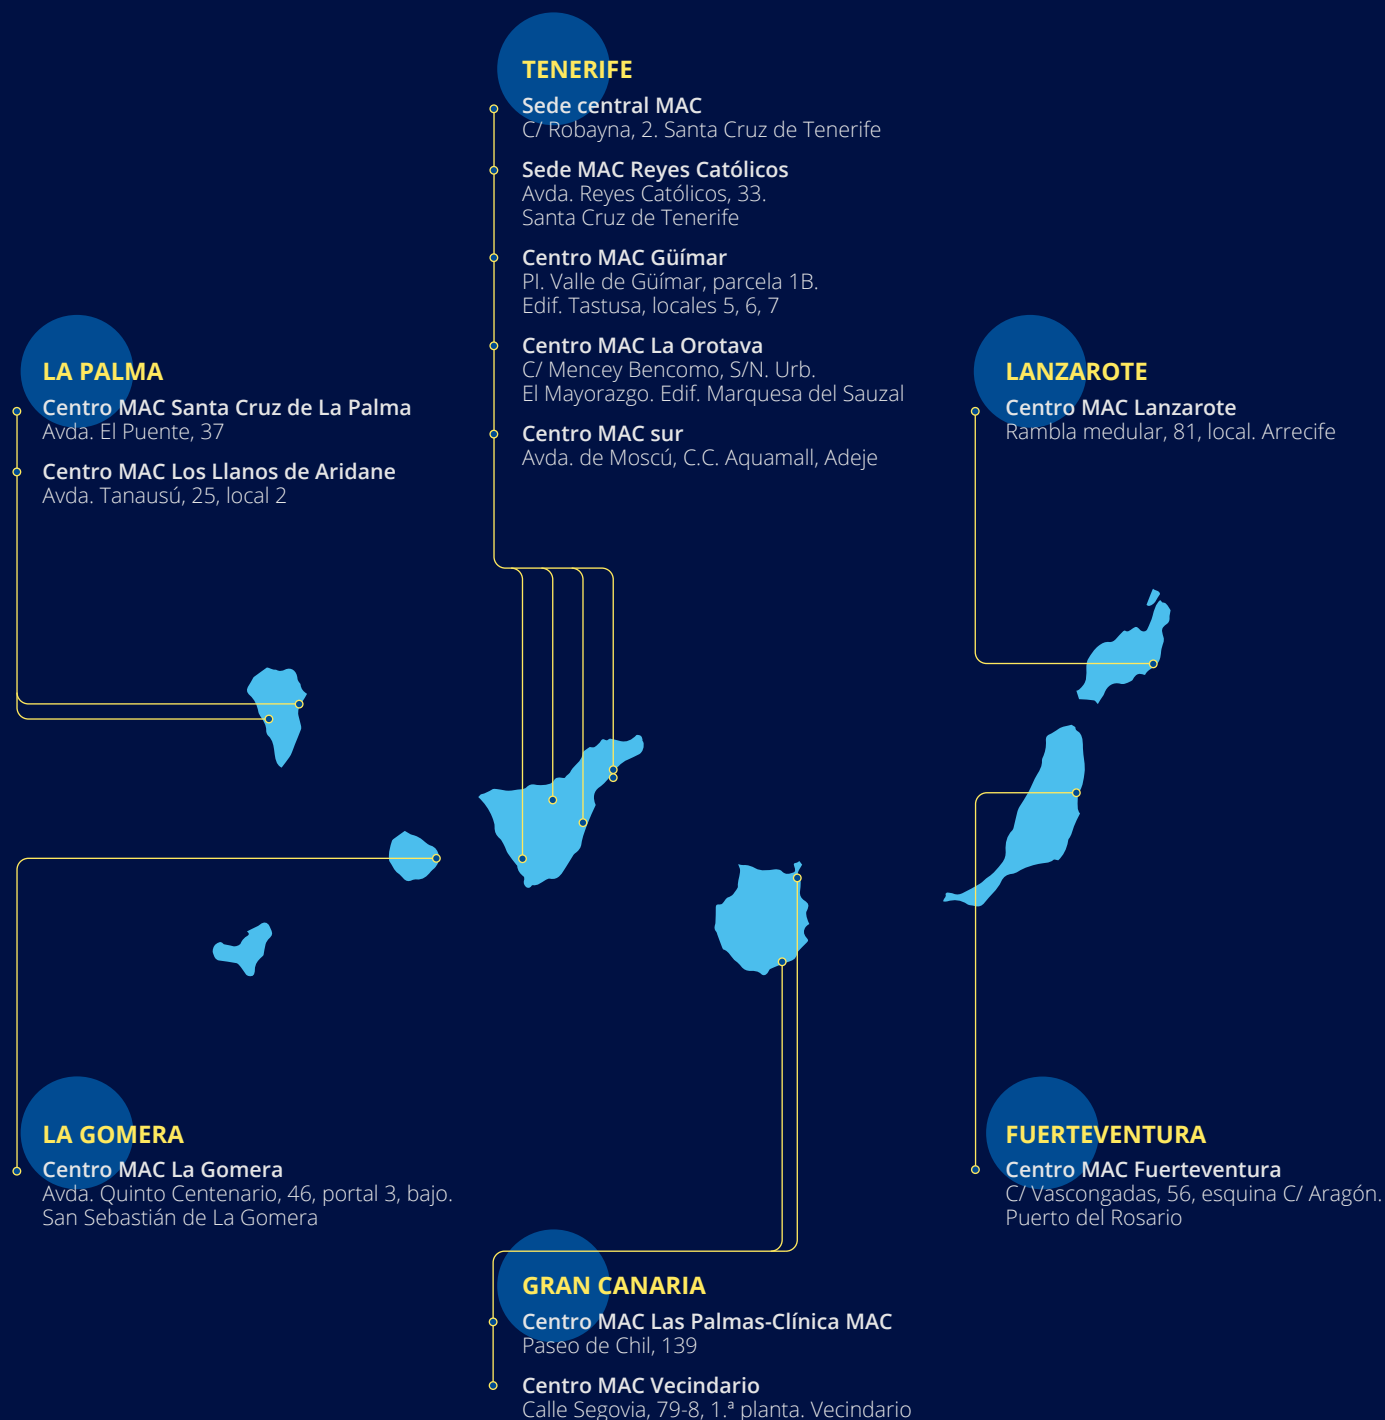 TENERIFE
Sede central MAC
C/ Robayna, 2. Santa Cruz de Tenerife
Sede MAC Reyes Católicos
Avda. Reyes Católicos, 33.
Santa Cruz de Tenerife
Centro MAC Güímar
PI. Valle de Güímar, parcela 1B.
Edif. Tastusa, locales 5, 6, 7
Centro MAC La Orotava
C/ Mencey Bencomo, S/N. Urb.
El Mayorazgo. Edif. Marquesa del Sauzal
Centro MAC sur
Avda. de Moscú, C.C. Aquamall, Adeje
LA PALMA
Centro MAC Santa Cruz de La Palma
Avda. El Puente, 37
Centro MAC Los Llanos de Aridane
Avda. Tanausú, 25, local 2
LANZAROTE
Centro MAC Lanzarote
Rambla medular, 81, local. Arrecife
LA GOMERA
Centro MAC La Gomera
Avda. Quinto Centenario, 46, portal 3, bajo.
San Sebastián de La Gomera
FUERTEVENTURA
Centro MAC Fuerteventura
C/ Vascongadas, 56, esquina C/ Aragón.
Puerto del Rosario
GRAN CANARIA
Centro MAC Las Palmas-Clínica MAC
Paseo de Chil, 139
Centro MAC Vecindario
Calle Segovia, 79-8, 1.ª planta. Vecindario